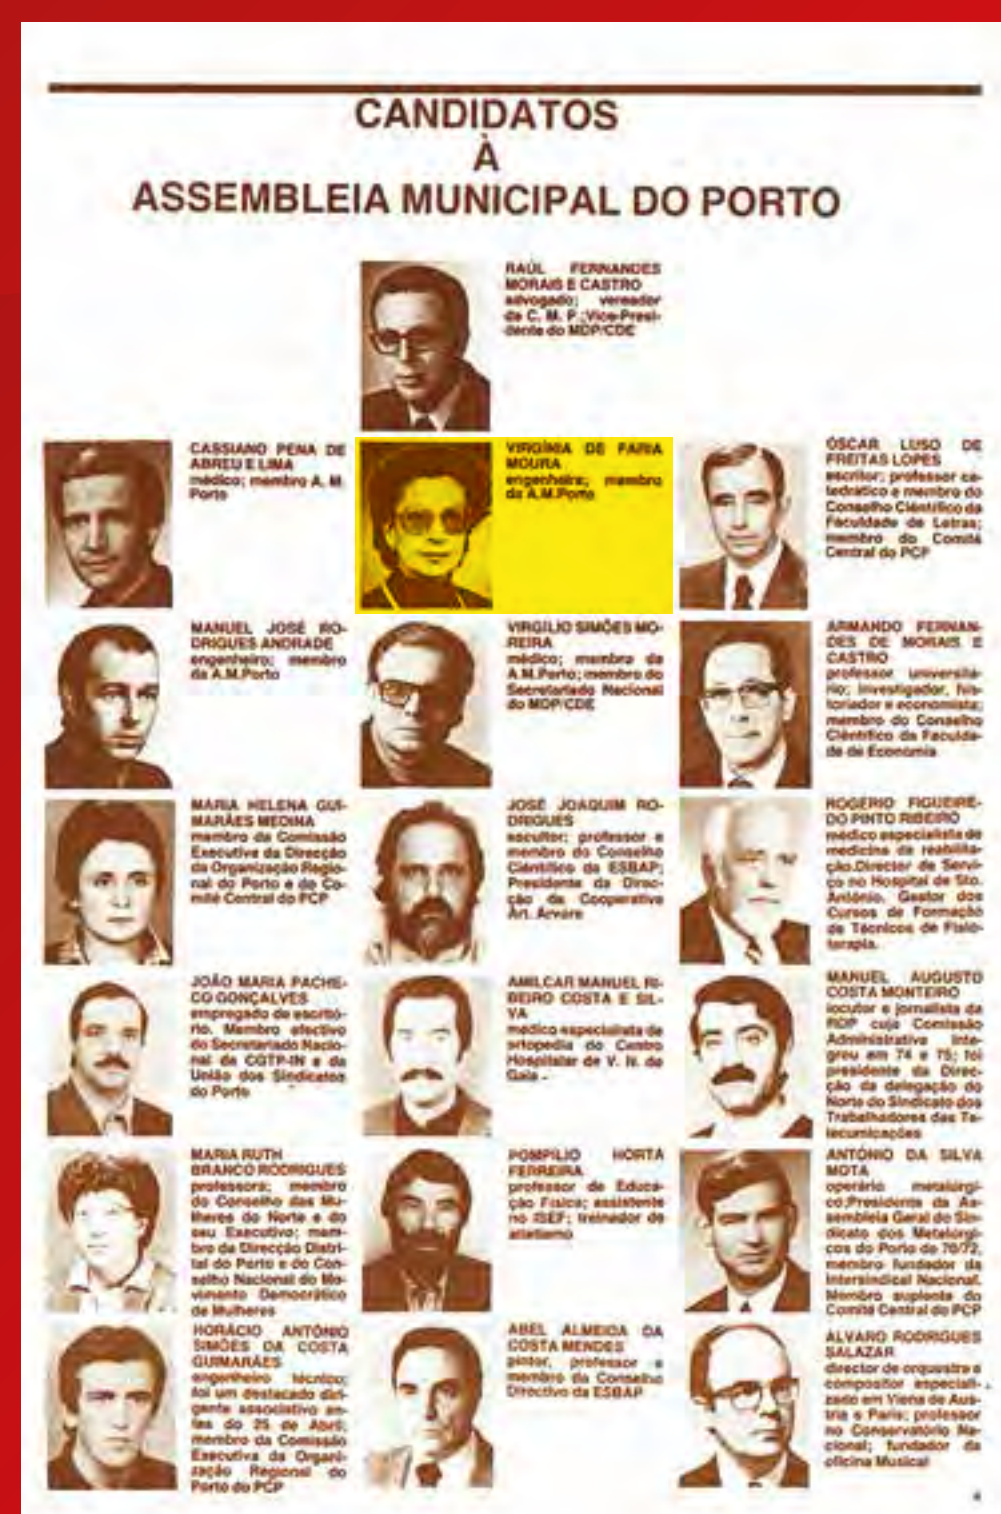 CANDIDATOS
À
ASSEMBLEIA MUNICIPAL DO PORTO
RAÚL FERNANDES
MORAIS E CASTRO
advogado; vereador
da C. M. P.;Vice-Presi-
dente do MDP/CDE
CASSIANO PENA DE
ABREU E LIMA
médico; membro A. M.
Porto
VIRGÍNIA DE FARIA
MOURA
engenheira; membro
da A.M.Porto
ÓSCAR LUSO DE
FREITAS LOPES
escritor; professor ca-
tedrático e membro do
Conselho Ciêntífico da
Faculdade de Letras;
membro do Comité
Central do PCP
MANUEL JOSÉ RO-
DRIGUES ANDRADE
engenheiro; membro
da A.M.Porto
VIRGÍLIO SIMÕES MO-
REIRA
médico; membro da
A.M.Porto; membro do
Secretariado Nacional
do MDP/CDE
ARMANDO FERNAN-
DES DE MORAIS E
CASTRO
professor universitá-
rio; investigador, his-
toriador e economista;
membro do Conselho
Ciêntífico da Faculda-
de de Economia
MARIA HELENA GUI-
MARÃES MEDINA
membro da Comissão
Executiva da Direcção
da Organização Regio-
nal do Porto e do Co-
mité Central do PCP
JOSÉ JOAQUIM RO-
DRIGUES
escultor; professor e
membro do Conselho
Ciêntífico da ESBAP;
Presidente da Direc-
ção da Cooperativa
Art. Árvore
ROGÉRIO FIGUEIRE-
DO PINTO RIBEIRO
médico especialista de
medicina de reabilita-
ção.Director de Servi-
ço no Hospital de Sto.
António. Gestor dos
Cursos de Formação
de Técnicos de Fisio-
terapia.
JOÃO MARIA PACHE-
CO GONÇALVES
empregado de escritó-
rio. Membro efectivo
do Secretariado Nacio-
nal da CGTP-IN e da
União dos Sindicatos
do Porto
AMILCAR MANUEL RI-
BEIRO COSTA E SIL-
VA
médico especialista de
ortopedia do Centro
Hospitalar de V. N. de
Gaia
MANUEL AUGUSTO
COSTA MONTEIRO
locutor e jornalista da
RDP cuja Comissão
Administrativa inte-
grou em 74 e 75; foi
presidente da Direc-
ção da delegação do
Norte do Sindicato dos
Trabalhadores das Te-
lecumicações
MARIA RUTH
BRANCO RODRIGUES
professora; membro
do Conselho das Mu-
lheres do Norte e do
seu Executivo; mem-
bro da Direcção Distri-
tal do Porto e do Con-
selho Nacional do Mo-
vimento Democrático
de Mulheres
POMPÍLIO HORTA
FERREIRA
professor de Educa-
ção Física; assistente
no ISEF; treinador de
atletismo
ANTÓNIO DA SILVA
MOTA
operário metalúrgi-
co;Presidente da As-
sembleia Geral do Sin-
dicato dos Metalúrgi-
cos do Porto de 70/72,
membro fundador da
Intersindical Nacional.
Membro suplente do
Comité Central do PCP
HORÁCIO ANTÓNIO
SIMÕES DA COSTA
GUIMARÃES
engenheiro técnico;
foi um destacado diri-
gente associativo an-
tes do 25 de Abril;
membro da Comissão
Executiva da Organi-
zação Regional do
Porto do PCP
ABEL ALMEIDA DA
COSTA MENDES
pintor, professor e
membro do Conselho
Directivo da ESBAP
ALVARO RODRIGUES
SALAZAR
director de orquestra e
compositor especiali-
zado em Viena de Aus-
tria e Paris; professor
no Conservatório Na-
cional; fundador da
oficina Musical